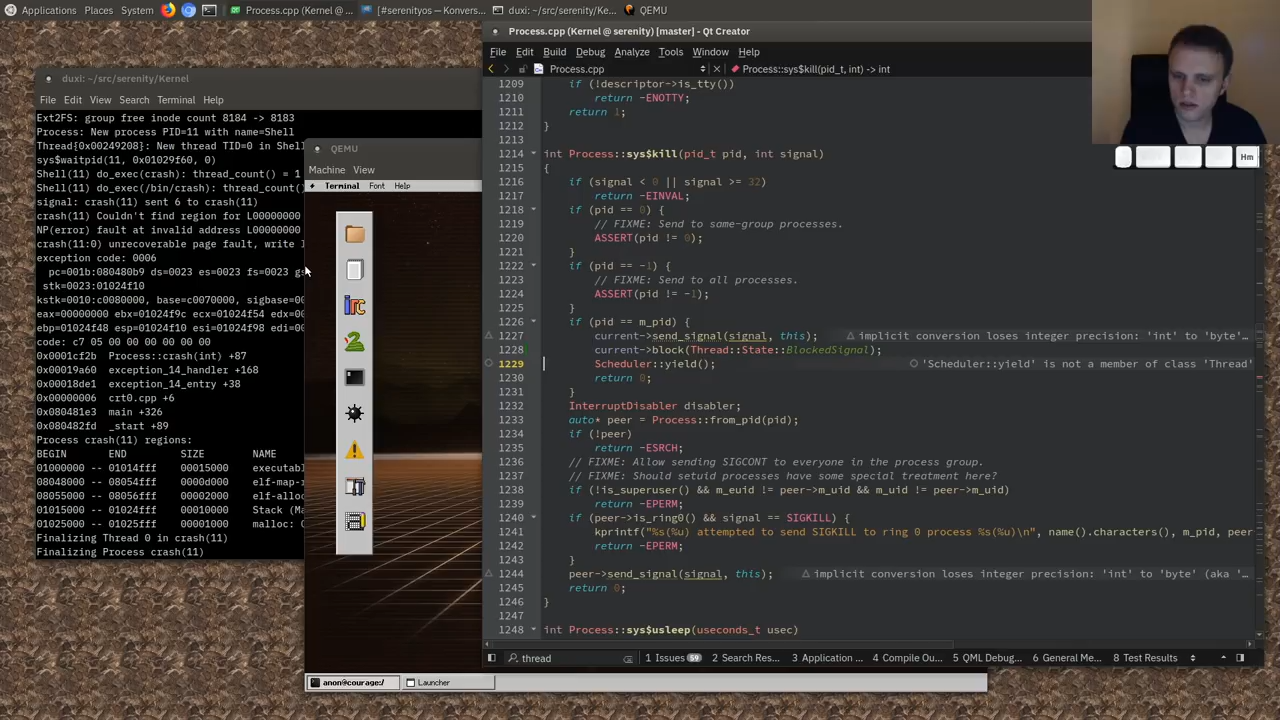 Applications Places System Process.cpp (Kernel @ ... [#serenityos – Konvers... duxi: ~/src/serenity/Ke... QEMU
duxi: ~/src/serenity/Kernel
File Edit View Search Terminal Help
Ext2FS: group free inode count 8184 -> 8183
Process: New process PID=11 with name=Shell
Thread{0x00249208}: New thread TID=0 in Shell
sys$waitpid(11, 0x01029f60, 0)
Shell(11) do_exec(crash): thread_count() = 1
Shell(11) do_exec(/bin/crash): thread_count()
signal: crash(11) sent 6 to crash(11)
crash(11) Couldn't find region for L00000000
NP(error) fault at invalid address L00000000
crash(11:0) unrecoverable page fault, write
exception code: 0006
pc=001b:080480b9 ds=0023 es=0023 fs=0023 gs
stk=0023:01024f10
kstk=0010:c0080000, base=c0070000, sigbase=00
eax=00000000 ebx=01024f9c ecx=01024f54 edx=00
ebp=01024f48 esp=01024f10 esi=01024f98 edi=00
code: c7 05 00 00 00 00 00 00
0x0001cf2b Process::crash(int) +87
0x00019a60 exception_14_handler +168
0x00018de1 exception_14_entry +38
0x00000006 crt0.cpp +6
0x080481e3 main +326
0x080482fd _start +89
Process crash(11) regions:
BEGIN END SIZE NAME
01000000 -- 01014fff 00015000 executab
08048000 -- 08054fff 0000d000 elf-map-
08055000 -- 08056fff 00002000 elf-allo
01015000 -- 01024fff 00010000 Stack (Ma
01025000 -- 01025fff 00001000 malloc: 0
Finalizing Thread 0 in crash(11)
Finalizing Process crash(11)
QEMU
Machine View
Terminal Font Help
irc
anon@courage:/ Launcher
Process.cpp (Kernel @ serenity) [master] - Qt Creator
File Edit Build Debug Analyze Tools Window Help
Process.cpp Process::sys$kill(pid_t, int) -> int
1209 if (!descriptor->is_tty())
1210 return -ENOTTY;
1211 return 1;
1212 }
1213
1214 int Process::sys$kill(pid_t pid, int signal)
1215 {
1216 if (signal < 0 || signal >= 32)
1217 return -EINVAL;
1218 if (pid == 0) {
1219 // FIXME: Send to same-group processes.
1220 ASSERT(pid != 0);
1221 }
1222 if (pid == -1) {
1223 // FIXME: Send to all processes.
1224 ASSERT(pid != -1);
1225 }
1226 if (pid == m_pid) {
1227 current->send_signal(signal, this); implicit conversion loses integer precision: 'int' to 'byte'...
1228 current->block(Thread::State::BlockedSignal);
1229 Scheduler::yield(); 'Scheduler::yield' is not a member of class 'Thread'
1230 return 0;
1231 }
1232 InterruptDisabler disabler;
1233 auto* peer = Process::from_pid(pid);
1234 if (!peer)
1235 return -ESRCH;
1236 // FIXME: Allow sending SIGCONT to everyone in the process group.
1237 // FIXME: Should setuid processes have some special treatment here?
1238 if (!is_superuser() && m_euid != peer->m_uid && m_uid != peer->m_uid)
1239 return -EPERM;
1240 if (peer->is_ring0() && signal == SIGKILL) {
1241 kprintf("%s(%u) attempted to send SIGKILL to ring 0 process %s(%u)\n", name().characters(), m_pid, peer
1242 return -EPERM;
1243 }
1244 peer->send_signal(signal, this); implicit conversion loses integer precision: 'int' to 'byte' (aka '...
1245 return 0;
1246 }
1247
1248 int Process::sys$usleep(useconds_t usec)
thread 1 Issues 59 2 Search Res... 3 Application ... 4 Compile Ou... 5 QML Debug... 6 General Me... 8 Test Results
Hm